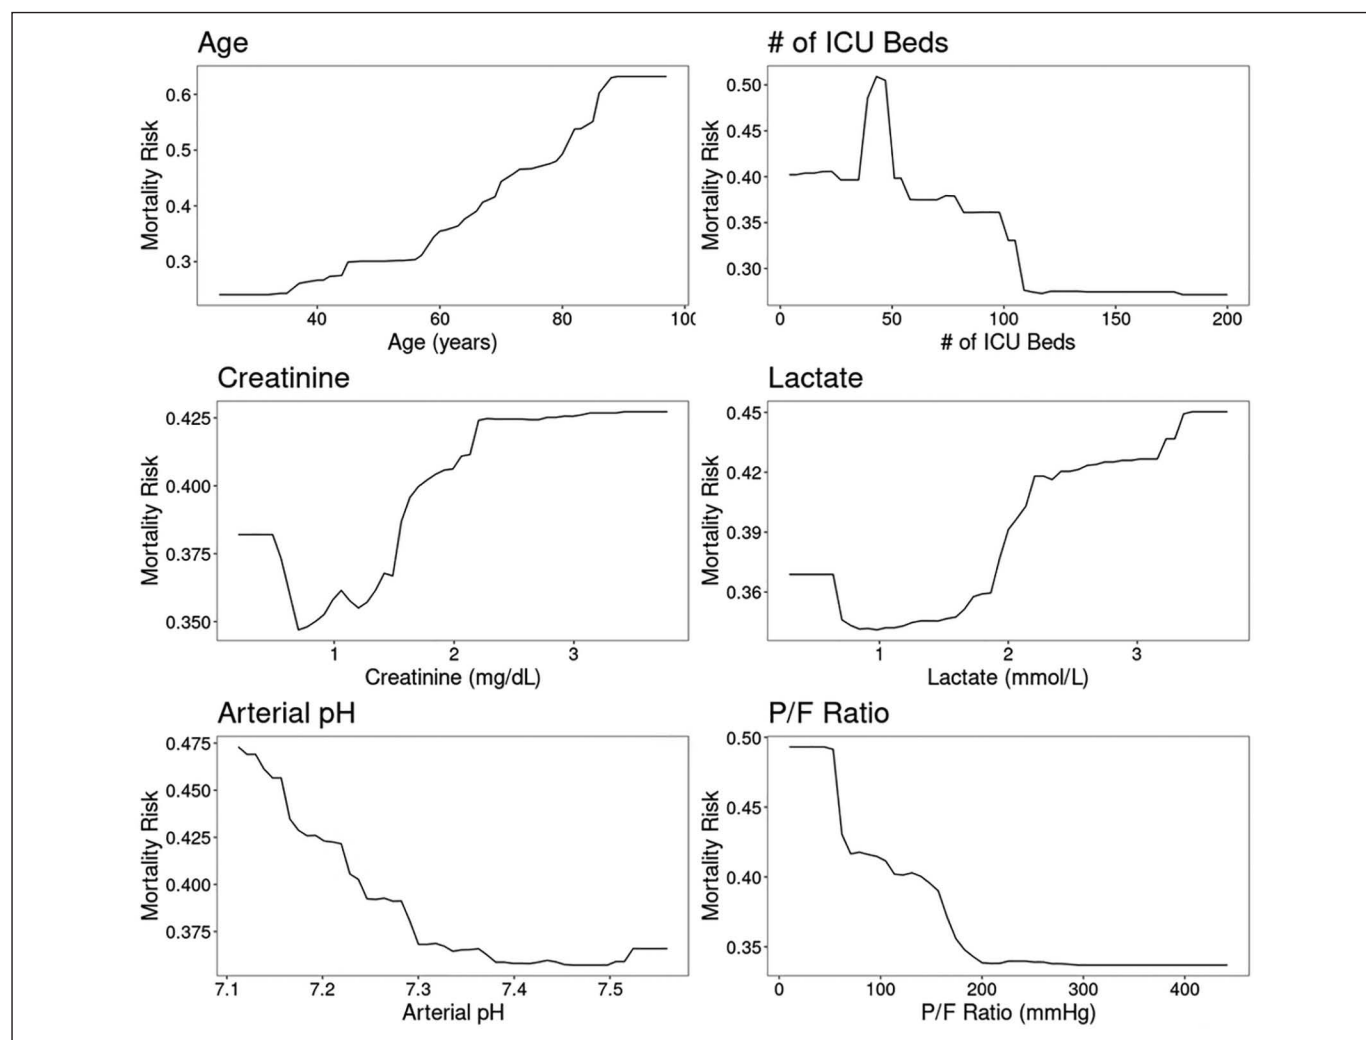 Age
Mortality Risk
0.6
0.5
0.4
0.3
40 60 80 100
Age (years)
# of ICU Beds
Mortality Risk
0.50
0.45
0.40
0.35
0.30
0 50 100 150 200
# of ICU Beds
Creatinine
Mortality Risk
0.425
0.400
0.375
0.350
1 2 3
Creatinine (mg/dL)
Lactate
Mortality Risk
0.45
0.42
0.39
0.36
1 2 3
Lactate (mmol/L)
Arterial pH
Mortality Risk
0.475
0.450
0.425
0.400
0.375
7.1 7.2 7.3 7.4 7.5
Arterial pH
P/F Ratio
Mortality Risk
0.50
0.45
0.40
0.35
0 100 200 300 400
P/F Ratio (mmHg)